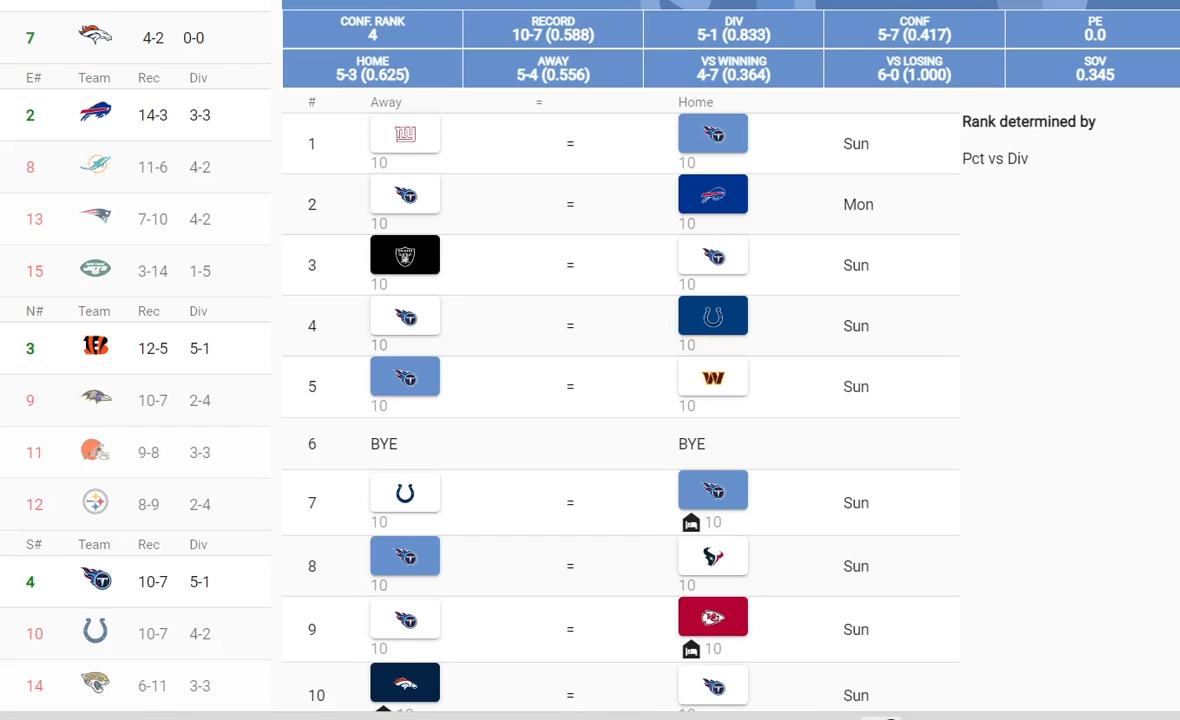 7 4-2 0-0
E# Team Rec Div
2 14-3 3-3
8 11-6 4-2
13 7-10 4-2
15 3-14 1-5
N# Team Rec Div
3 12-5 5-1
9 10-7 2-4
11 9-8 3-3
12 8-9 2-4
S# Team Rec Div
4 10-7 5-1
10 10-7 4-2
14 6-11 3-3
CONF. RANK RECORD DIV CONF PE
4 10-7 (0.588) 5-1 (0.833) 5-7 (0.417) 0.0
HOME AWAY VS WINNING VS LOSING SOV
5-3 (0.625) 5-4 (0.556) 4-7 (0.364) 6-0 (1.000) 0.345
# Away = Home
1 = Sun
10 10
2 = Mon
10 10
3 = Sun
10 10
4 = Sun
10 10
5 W = Sun
10 10
6 BYE BYE
7 = Sun
10 10
8 = Sun
10 10
9 = Sun
10 10
10 = Sun
Rank determined by
Pct vs Div